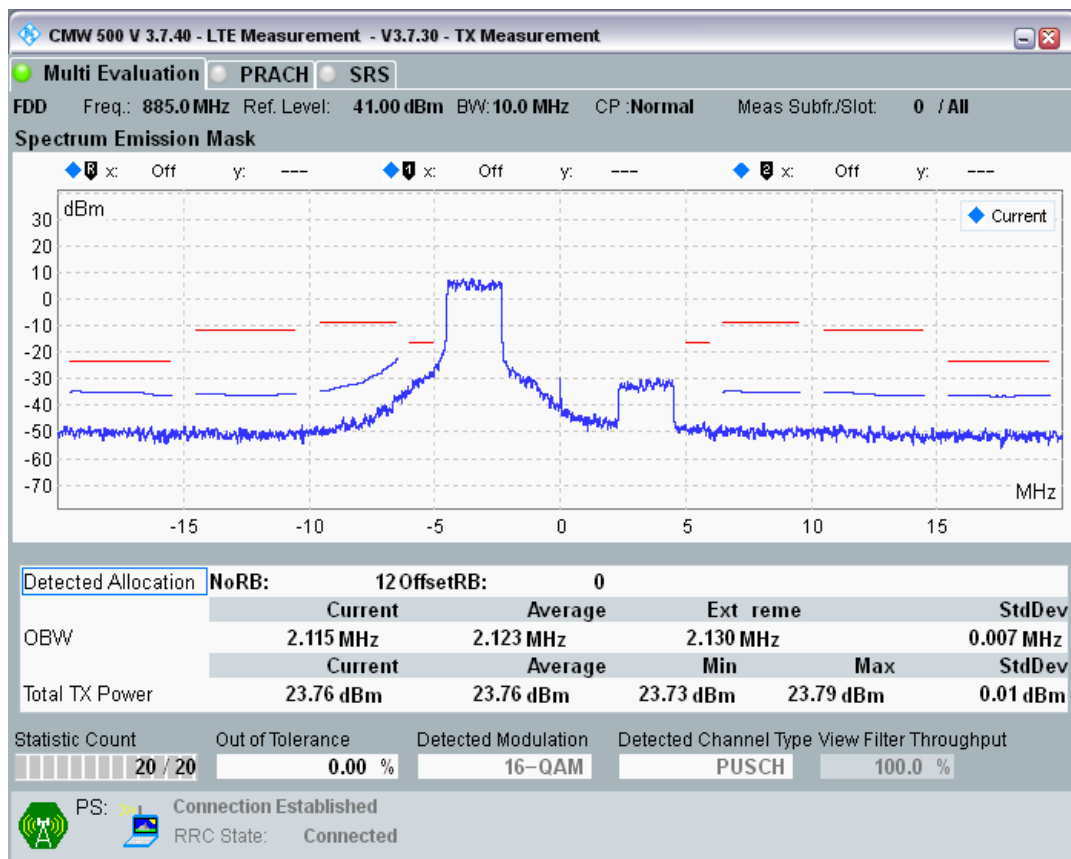 CMW 500 V 3.7.40 - LTE Measurement - V3.7.30 - TX Measurement
Multi Evaluation PRACH SRS
FDD Freq.: 885.0 MHz Ref. Level: 41.00 dBm BW: 10.0 MHz CP :Normal Meas Subfr./Slot: 0 / All
Spectrum Emission Mask
R x: Off y: --- 1 x: Off y: --- 2 x: Off y: ---
dBm
Current
30
20
10
0
-10
-20
-30
-40
-50
-60
-70
MHz
-15 -10 -5 0 5 10 15
Detected Allocation NoRB: 12 OffsetRB: 0
Current Average Ext reme StdDev
OBW 2.115 MHz 2.123 MHz 2.130 MHz 0.007 MHz
Current Average Min Max StdDev
Total TX Power 23.76 dBm 23.76 dBm 23.73 dBm 23.79 dBm 0.01 dBm
Statistic Count Out of Tolerance Detected Modulation Detected Channel Type View Filter Throughput
20 / 20 0.00 % 16-QAM PUSCH 100.0 %
PS: Connection Established
RRC State: Connected